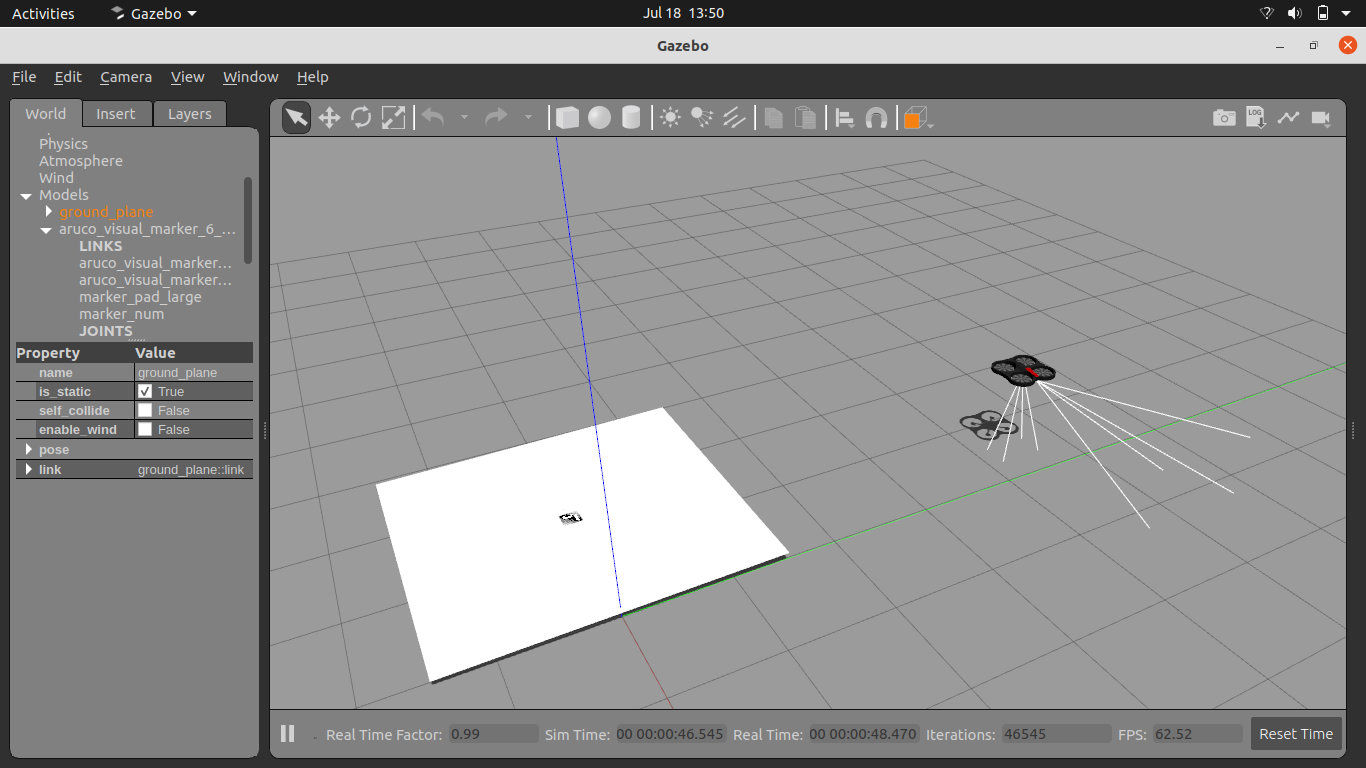 Activities Gazebo Jul 18 13:50
Gazebo
File Edit Camera View Window Help
World Insert Layers
LOG
Physics
Atmosphere
Wind
Models
ground_plane
aruco_visual_marker_6_...
LINKS
aruco_visual_marker...
aruco_visual_marker...
marker_pad_large
marker_num
JOINTS
Property Value
name ground_plane
is_static True
self_collide False
enable_wind False
pose
link ground_plane::link
Real Time Factor: 0.99 Sim Time: 00 00:00:46.545 Real Time: 00 00:00:48.470 Iterations: 46545 FPS: 62.52 Reset Time